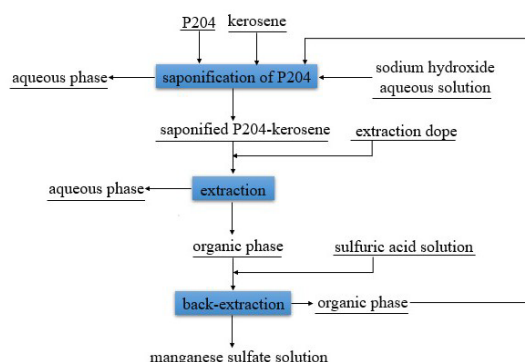 P204
kerosene
aqueous phase
saponification of P204
sodium hydroxide
aqueous solution
saponified P204-kerosene
extraction dope
aqueous phase
extraction
organic phase
sulfuric acid solution
back-extraction
organic phase
manganese sulfate solution